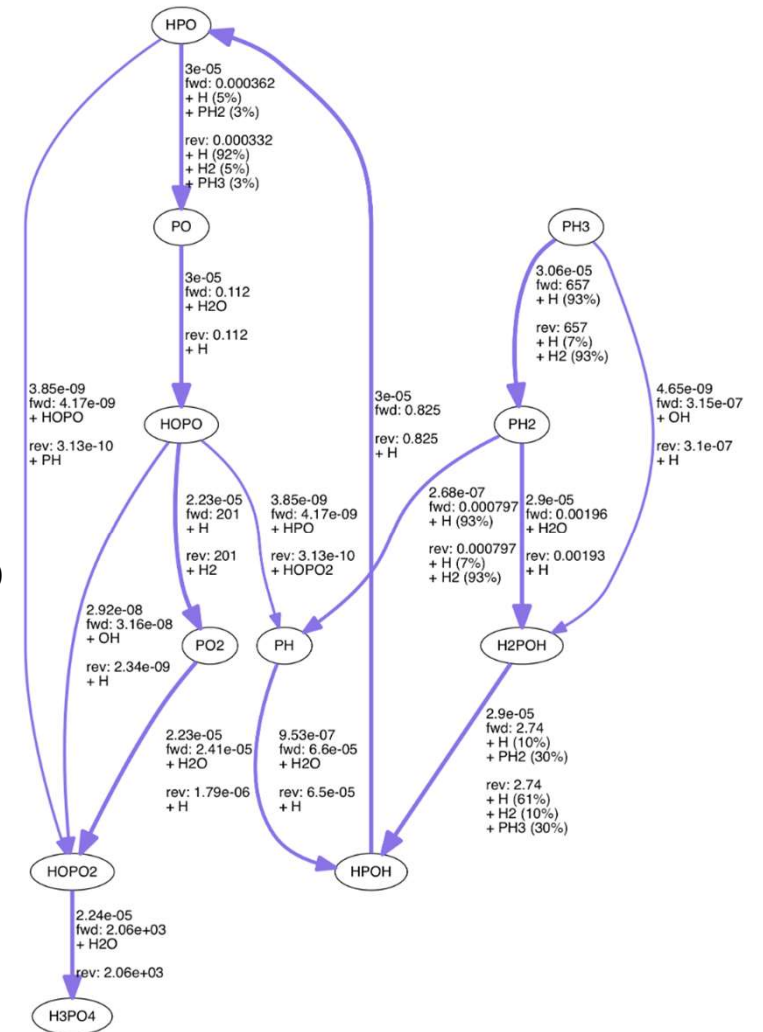 HPO
3e-05
fwd: 0.000362
+ H (5%)
+ PH2 (3%)
rev: 0.000332
+ H (92%)
+ H2 (5%)
+ PH3 (3%)
PO
PH3
3e-05
fwd: 0.112
+ H2O
rev: 0.112
+ H
3.06e-05
fwd: 657
+ H (93%)
rev: 657
+ H (7%)
+ H2 (93%)
3.85e-09
fwd: 4.17e-09
+ HOPO
rev: 3.13e-10
+ PH
HOPO
3e-05
fwd: 0.825
rev: 0.825
+ H
PH2
4.65e-09
fwd: 3.15e-07
+ OH
rev: 3.1e-07
+ H
2.23e-05
fwd: 201
+ H
rev: 201
+ H2
3.85e-09
fwd: 4.17e-09
+ HPO
rev: 3.13e-10
+ HOPO2
2.68e-07
fwd: 0.000797
+ H (93%)
rev: 0.000797
+ H (7%)
+ H2 (93%)
2.9e-05
fwd: 0.00196
+ H2O
rev: 0.00193
+ H
)
2.92e-08
fwd: 3.16e-08
+ OH
rev: 2.34e-09
+ H
PO2
PH
H2POH
2.23e-05
fwd: 2.41e-05
+ H2O
rev: 1.79e-06
+ H
9.53e-07
fwd: 6.6e-05
+ H2O
rev: 6.5e-05
+ H
2.9e-05
fwd: 2.74
+ H (10%)
+ PH2 (30%)
rev: 2.74
+ H (61%)
+ H2 (10%)
+ PH3 (30%)
HOPO2
HPOH
2.24e-05
fwd: 2.06e+03
+ H2O
rev: 2.06e+03
H3PO4